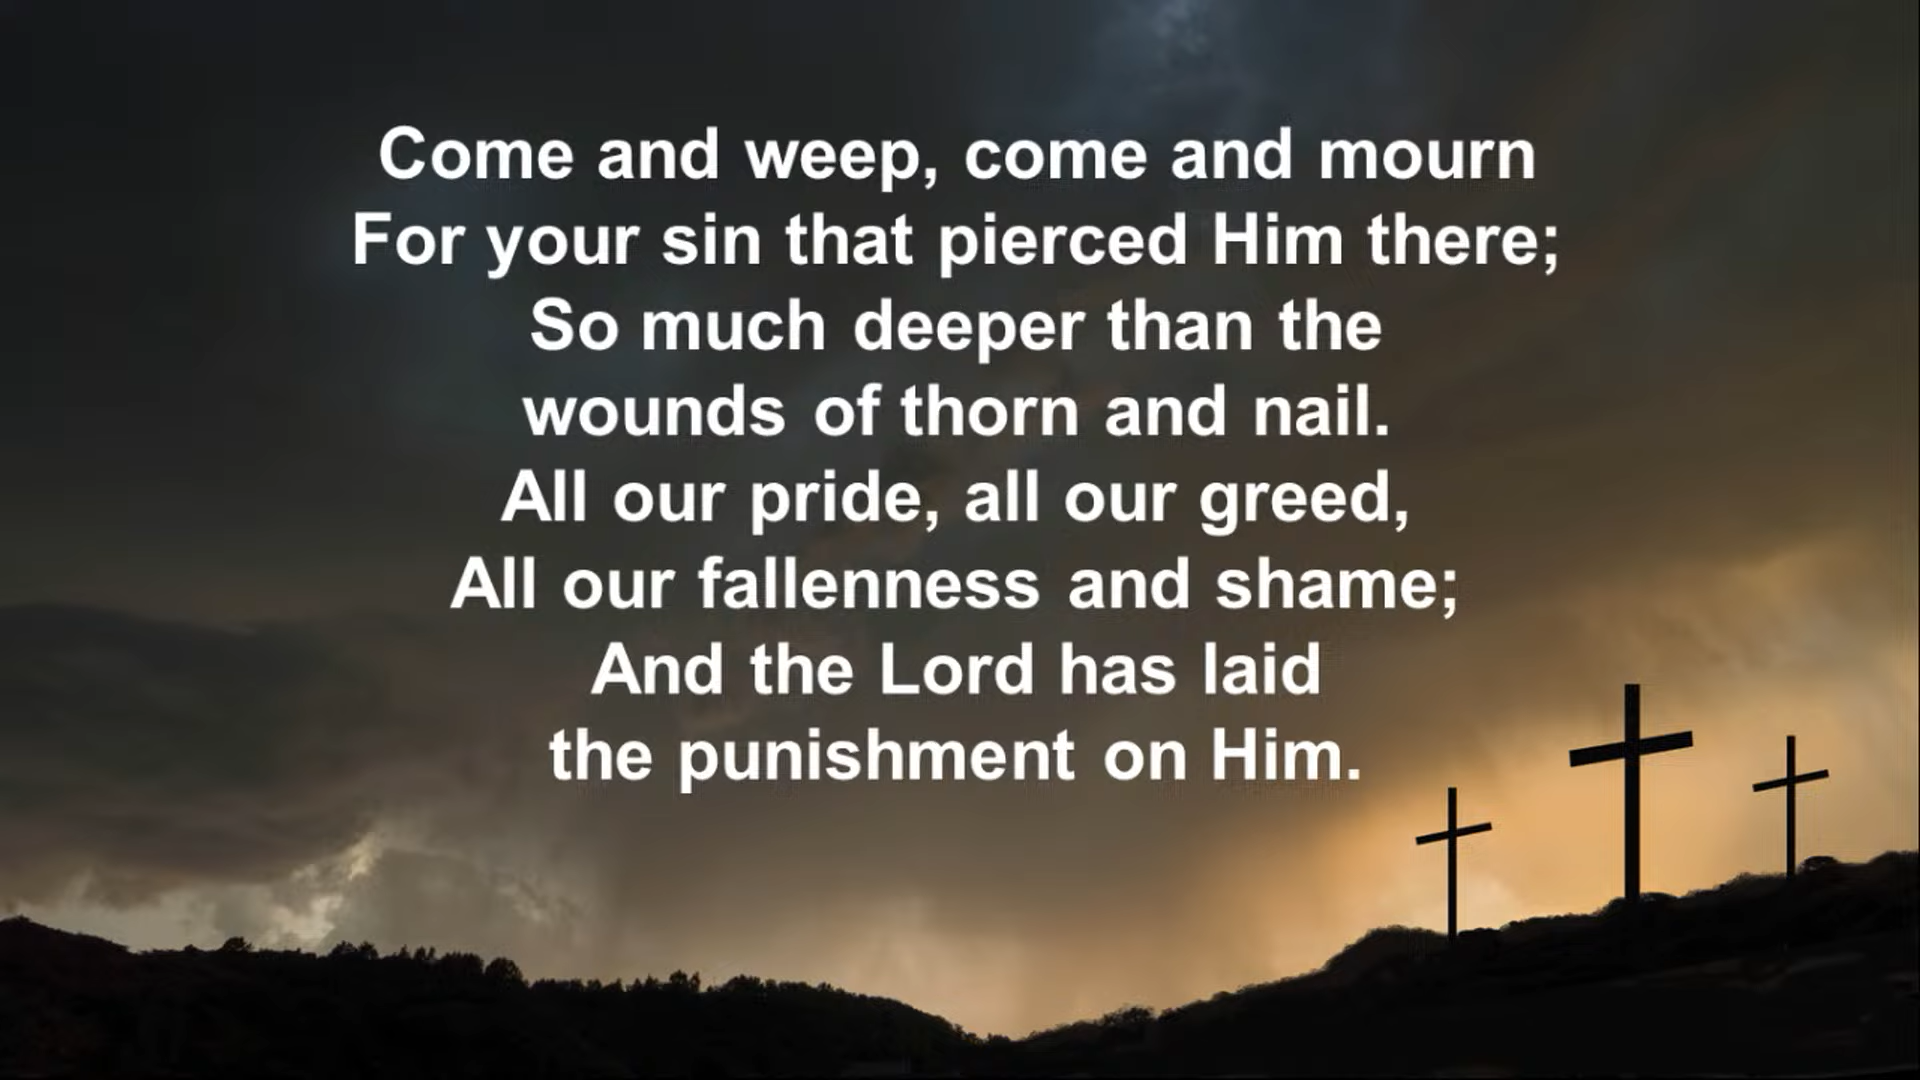 Come and weep, come and mourn
For your sin that pierced Him there;
So much deeper than the
wounds of thorn and nail.
All our pride, all our greed,
All our fallenness and shame;
And the Lord has laid
the punishment on Him.